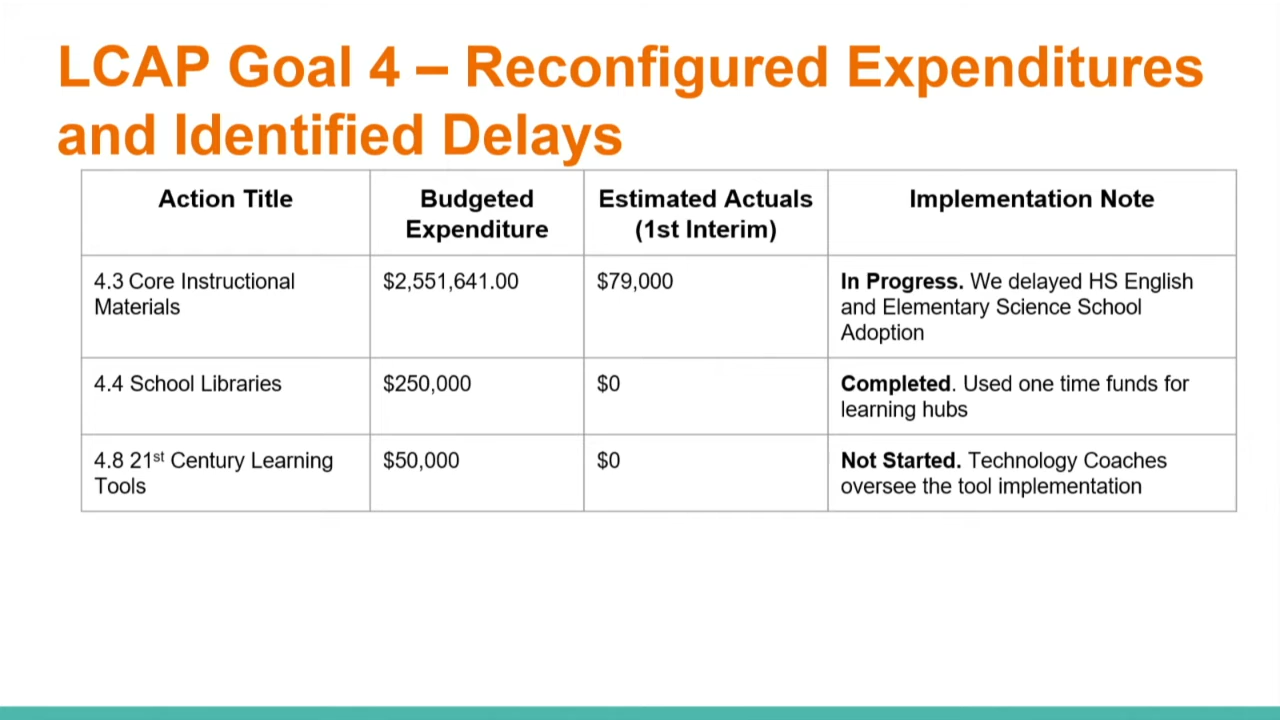 LCAP Goal 4 – Reconfigured Expenditures
and Identified Delays
Action Title
Budgeted
Expenditure
Estimated Actuals
(1st Interim)
Implementation Note
4.3 Core Instructional
Materials
$2,551,641.00
$79,000
In Progress. We delayed HS English
and Elementary Science School
Adoption
4.4 School Libraries
$250,000
$0
Completed. Used one time funds for
learning hubs
4.8 21st Century Learning
Tools
$50,000
$0
Not Started. Technology Coaches
oversee the tool implementation